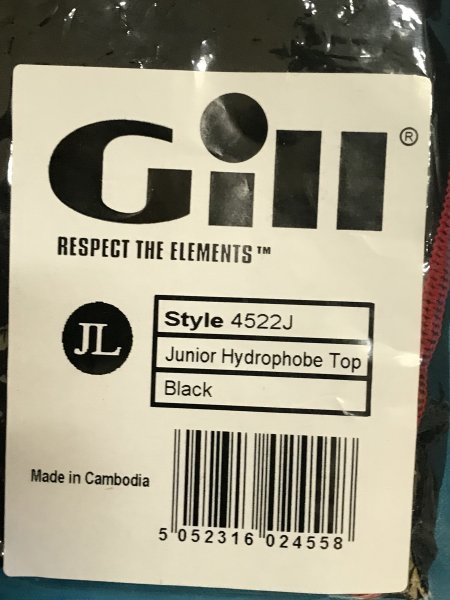 Gill®
RESPECT THE ELEMENTS™
JL
Style 4522J
Junior Hydrophobe Top
Black
Made in Cambodia
5 052316 024558